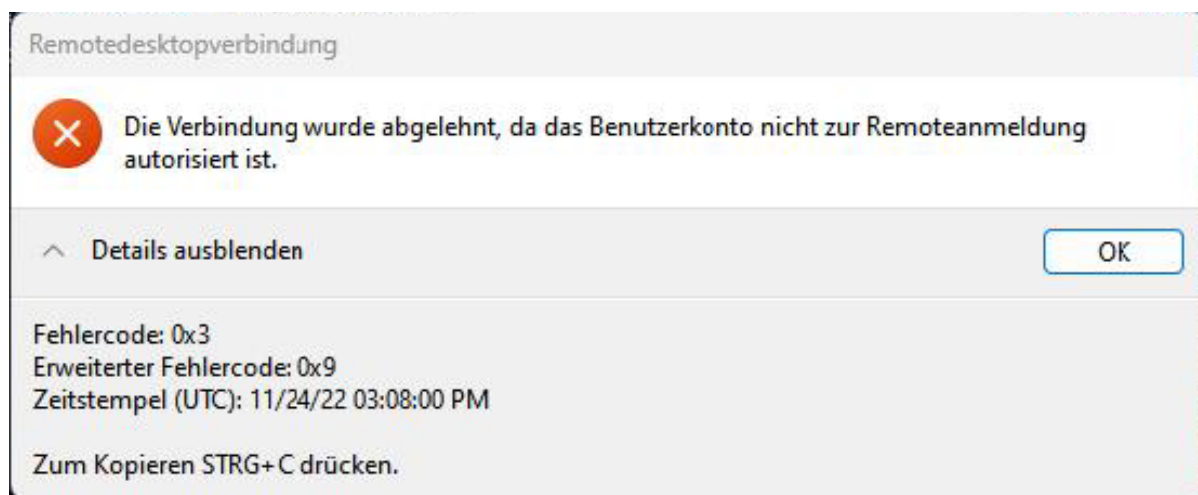 Remotedesktopverbindung
Die Verbindung wurde abgelehnt, da das Benutzerkonto nicht zur Remoteanmeldung
autorisiert ist.
Details ausblenden
OK
Fehlercode: 0x3
Erweiterter Fehlercode: 0x9
Zeitstempel (UTC): 11/24/22 03:08:00 PM
Zum Kopieren STRG+C drücken.